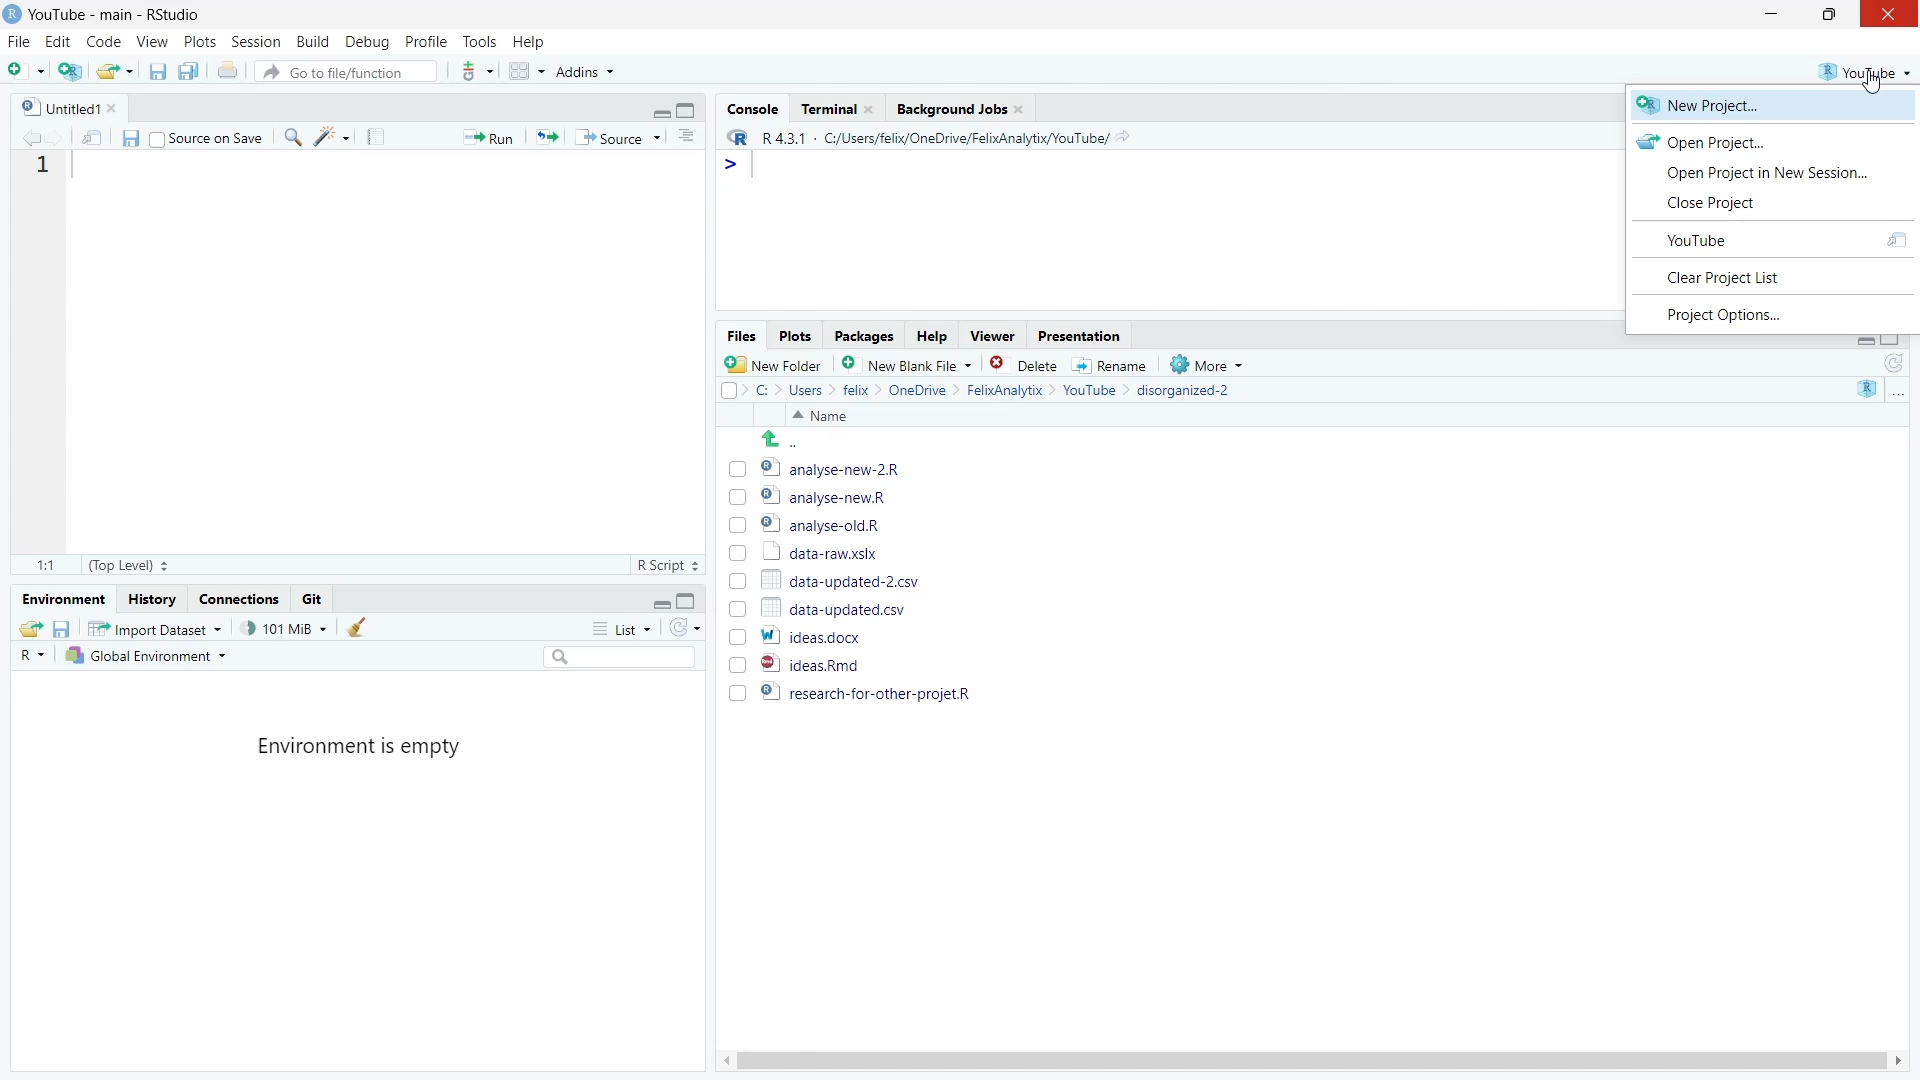 YouTube - main - RStudio
File Edit Code View Plots Session Build Debug Profile Tools Help
Go to file/function Addins YouTube
Untitled1
Source on Save Run Source
1
1:1 (Top Level) R Script
Console Terminal Background Jobs
R 4.3.1 · C:/Users/felix/OneDrive/FelixAnalytix/YouTube/
>
New Project...
Open Project...
Open Project in New Session...
Close Project
YouTube
Clear Project List
Project Options...
Environment History Connections Git
Import Dataset 101 MiB List
R Global Environment
Environment is empty
Files Plots Packages Help Viewer Presentation
New Folder New Blank File Delete Rename More
C: Users felix OneDrive FelixAnalytix YouTube disorganized-2 ...
Name
..
analyse-new-2.R
analyse-new.R
analyse-old.R
data-raw.xslx
data-updated-2.csv
data-updated.csv
ideas.docx
ideas.Rmd
research-for-other-projet.R